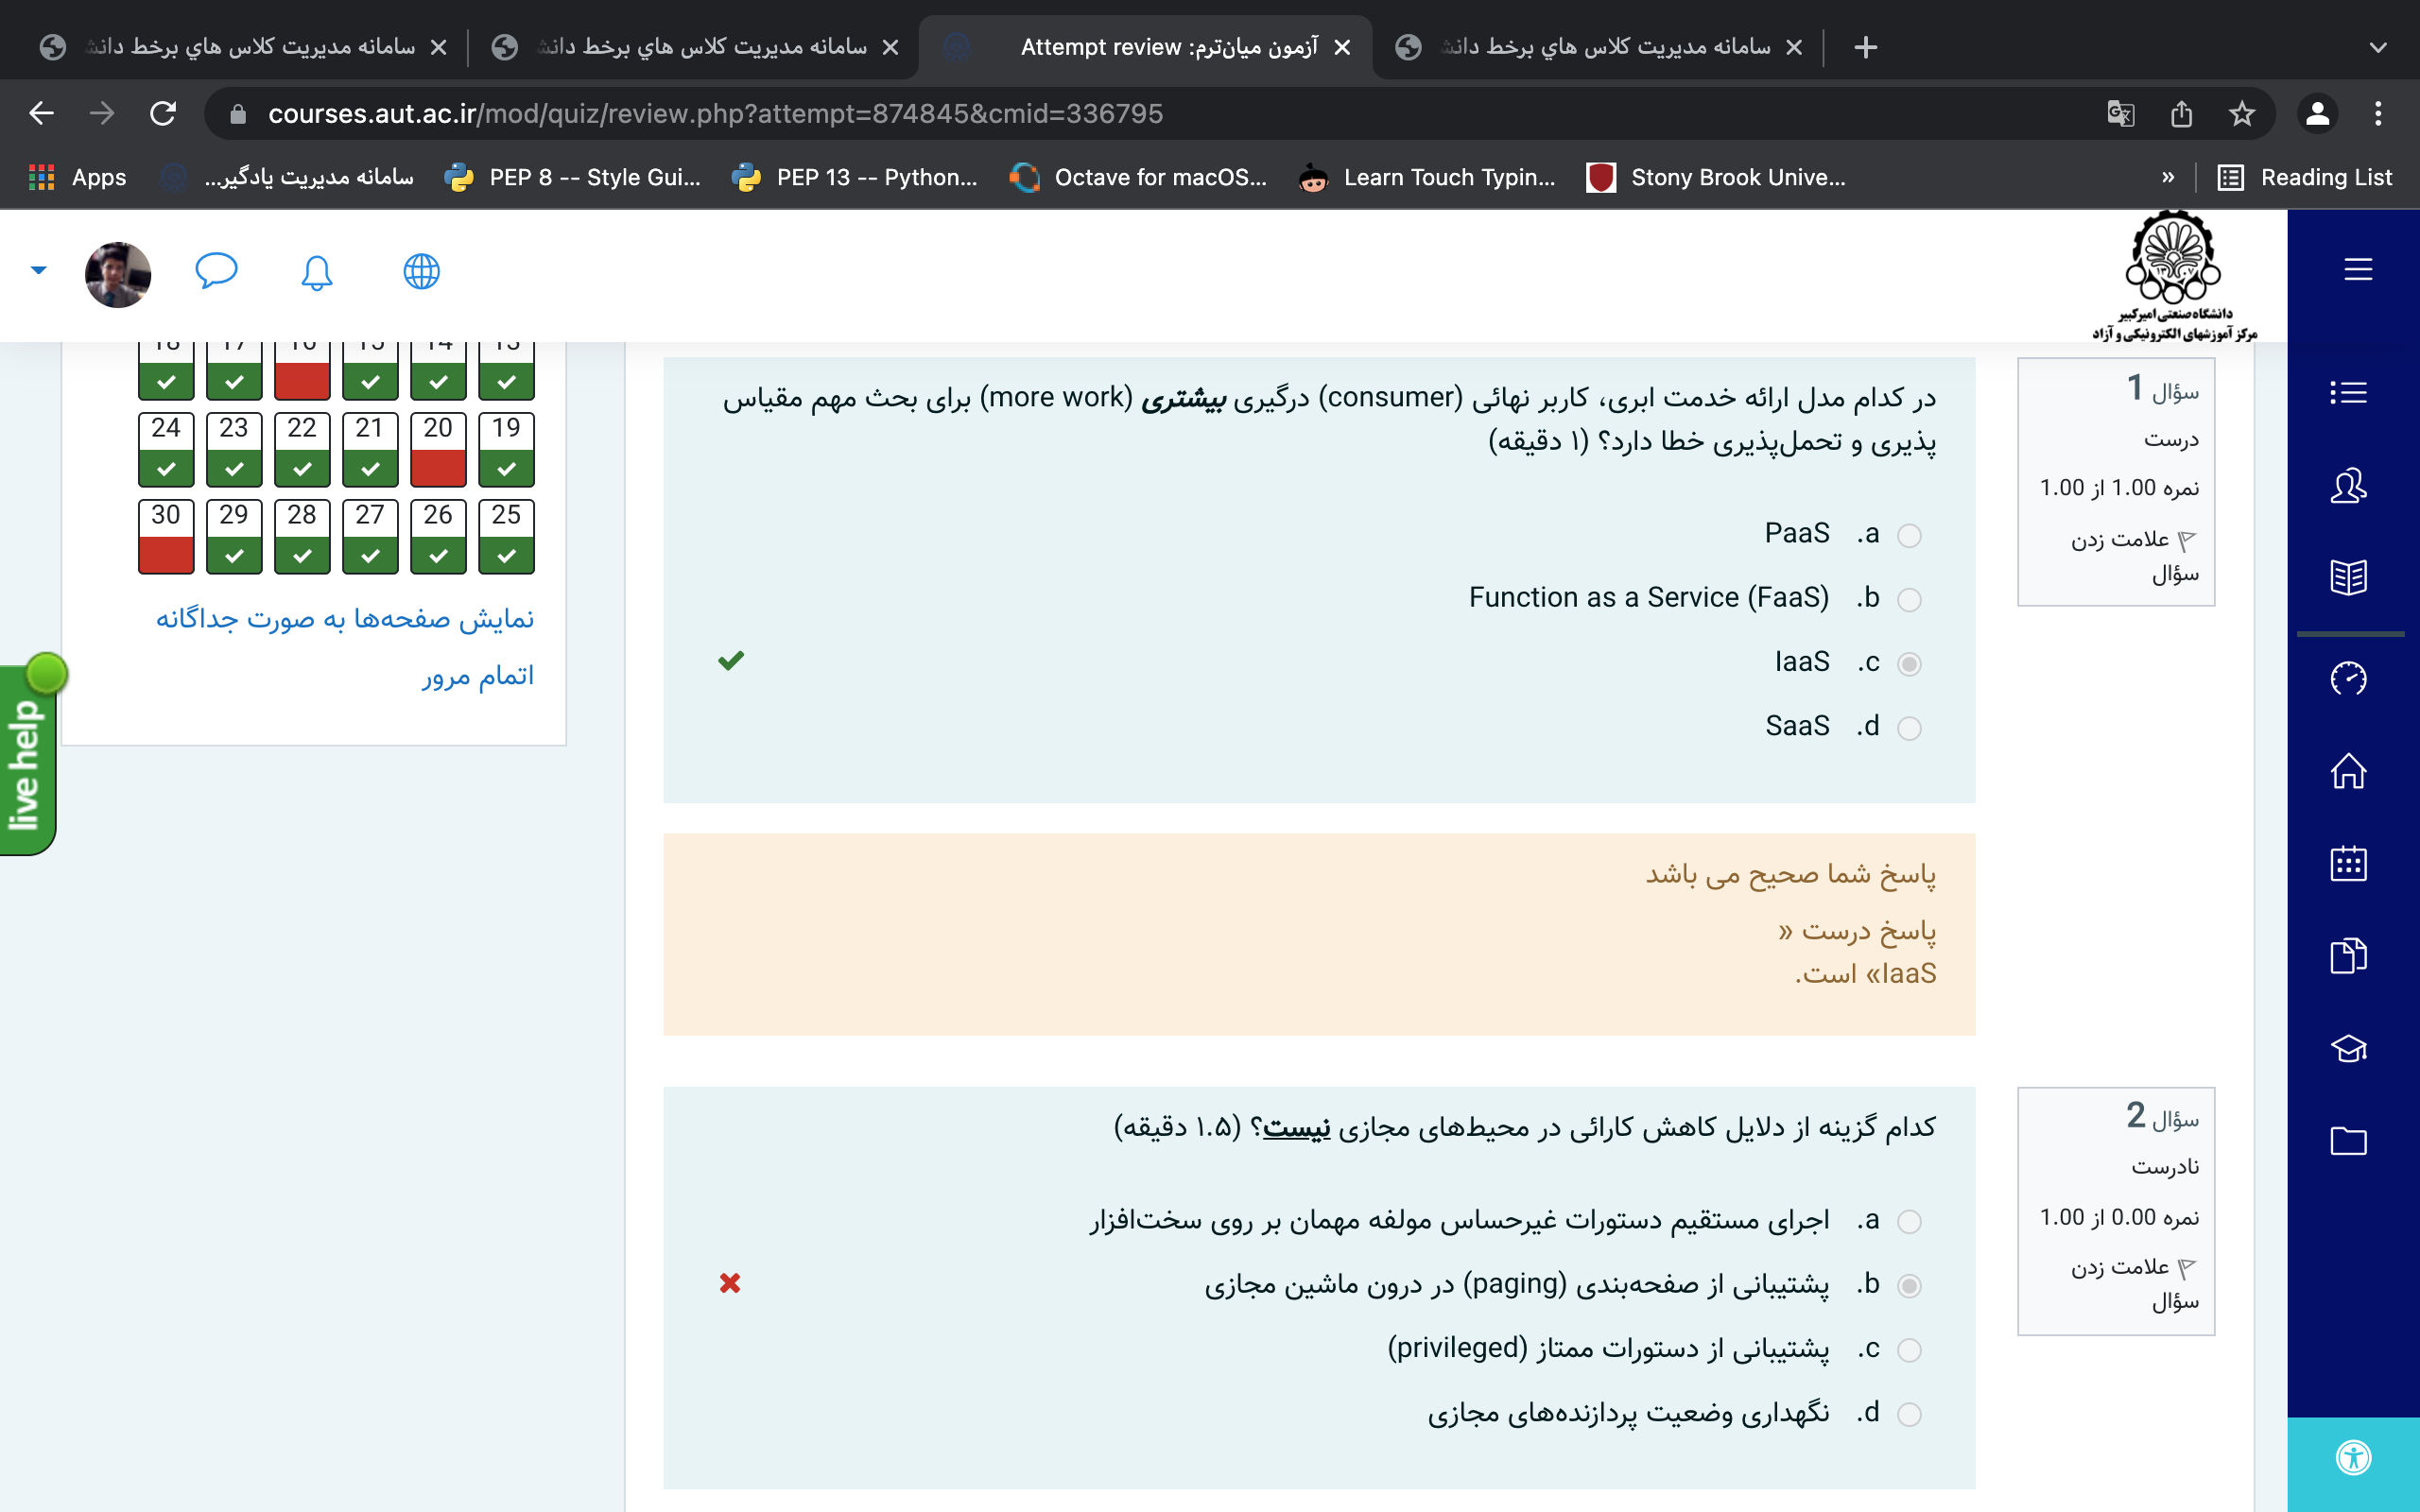 سامانه مدیریت کلاس هاي برخط دانش
سامانه مدیریت کلاس هاي برخط دانش
آزمون میان‌ترم: Attempt review
سامانه مدیریت کلاس هاي برخط دانش
courses.aut.ac.ir/mod/quiz/review.php?attempt=874845&cmid=336795
Apps
سامانه مدیریت یادگیر...
PEP 8 -- Style Gui...
PEP 13 -- Python...
Octave for macOS...
Learn Touch Typin...
Stony Brook Unive...
»
Reading List
۱۳۰۷
دانشگاه صنعتی امیرکبیر
مرکز آموزشهای الکترونیکی و آزاد
سؤال 1
درست
نمره 1.00 از 1.00
علامت زدن
سؤال
در کدام مدل ارائه خدمت ابری، کاربر نهائی (consumer) درگیری بیشتری (more work) برای بحث مهم مقیاس
پذیری و تحمل‌پذیری خطا دارد؟ (۱ دقیقه)
a. PaaS
b. Function as a Service (FaaS)
c. IaaS
d. SaaS
پاسخ شما صحیح می باشد
پاسخ درست «
IaaS» است.
سؤال 2
نادرست
نمره 0.00 از 1.00
علامت زدن
سؤال
کدام گزینه از دلایل کاهش کارائی در محیط‌های مجازی نیست؟ (۱.۵ دقیقه)
a. اجرای مستقیم دستورات غیرحساس مولفه مهمان بر روی سخت‌افزار
b. پشتیبانی از صفحه‌بندی (paging) در درون ماشین مجازی
c. پشتیبانی از دستورات ممتاز (privileged)
d. نگهداری وضعیت پردازنده‌های مجازی
13 14 15 16 17 18
19 20 21 22 23 24
25 26 27 28 29 30
نمایش صفحه‌ها به صورت جداگانه
اتمام مرور
live help